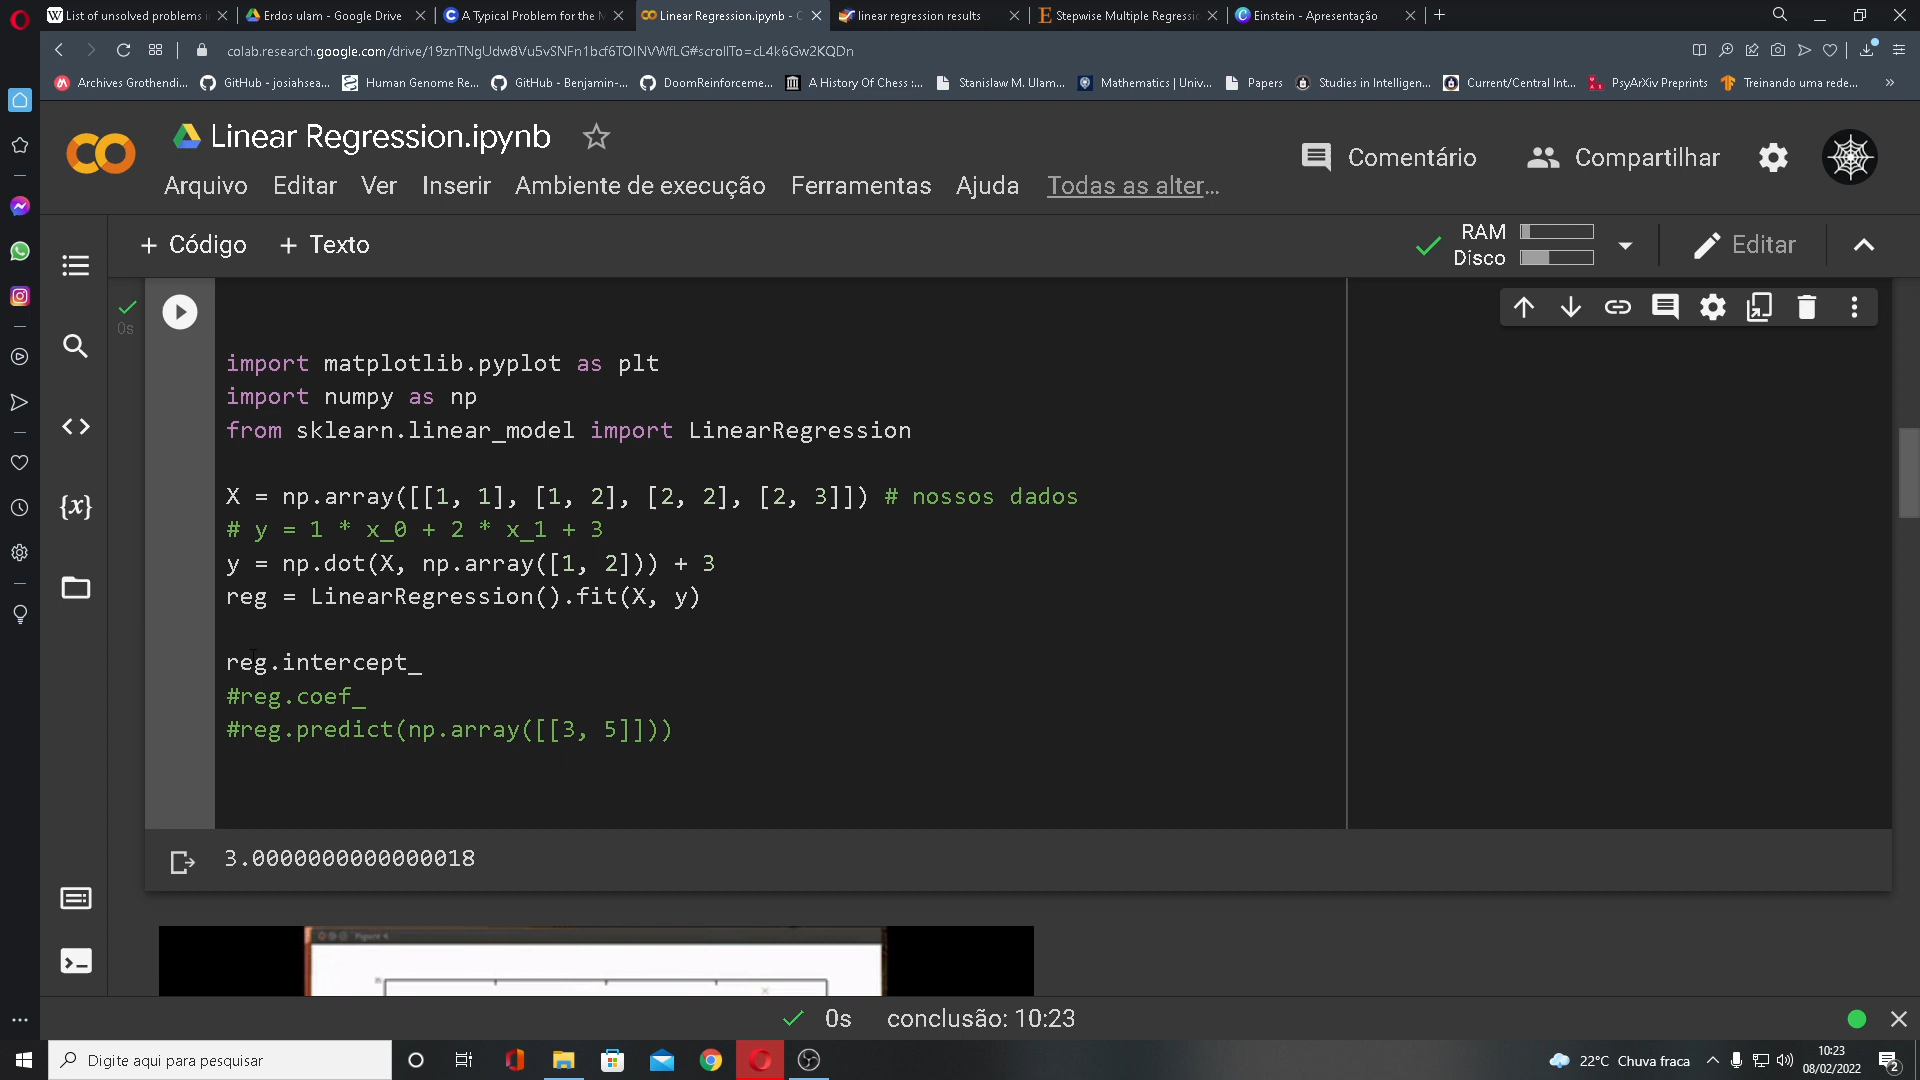 List of unsolved problems i
Erdos ulam - Google Drive
A Typical Problem for the M
Linear Regression.ipynb - C
linear regression results
Stepwise Multiple Regressio
Einstein - Apresentação
colab.research.google.com/drive/19znTNgUdw8Vu5vSNFn1bcf6TOlNVWfLG#scrollTo=cL4k6Gw2KQDn
Archives Grothendi...
GitHub - josiahsea...
Human Genome Re...
GitHub - Benjamin-...
DoomReinforceme...
A History Of Chess :...
Stanislaw M. Ulam...
Mathematics | Univ...
Papers
Studies in Intelligen...
Current/Central Int...
PsyArXiv Preprints
Treinando uma rede...
Linear Regression.ipynb
Comentário
Compartilhar
Arquivo Editar Ver Inserir Ambiente de execução Ferramentas Ajuda Todas as alter...
+ Código + Texto
RAM
Disco
Editar
0s
import matplotlib.pyplot as plt
import numpy as np
from sklearn.linear_model import LinearRegression
X = np.array([[1, 1], [1, 2], [2, 2], [2, 3]]) # nossos dados
# y = 1 * x_0 + 2 * x_1 + 3
y = np.dot(X, np.array([1, 2])) + 3
reg = LinearRegression().fit(X, y)
reg.intercept_
#reg.coef_
#reg.predict(np.array([[3, 5]]))
3.0000000000000018
Figure 4
0s conclusão: 10:23
Digite aqui para pesquisar
22°C Chuva fraca
10:23
08/02/2022
2